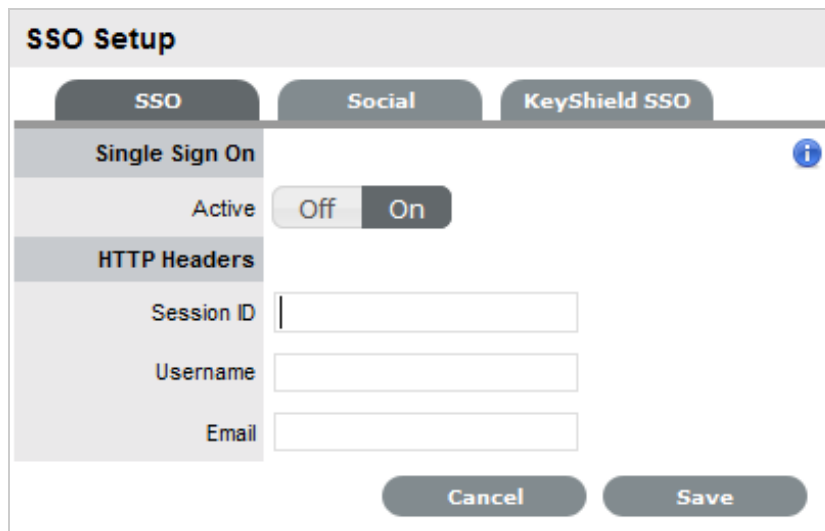 SSO Setup
SSO Social KeyShield SSO
Single Sign On
Active Off On
HTTP Headers
Session ID
Username
Email
Cancel Save